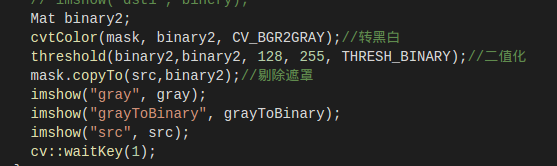 // imshow("dst1", bincry);
Mat binary2;
cvtColor(mask, binary2, CV_BGR2GRAY);//转黑白
threshold(binary2,binary2, 128, 255, THRESH_BINARY);//二值化
mask.copyTo(src,binary2);//剔除遮罩
imshow("gray", gray);
imshow("grayToBinary", grayToBinary);
imshow("src", src);
cv::waitKey(1);